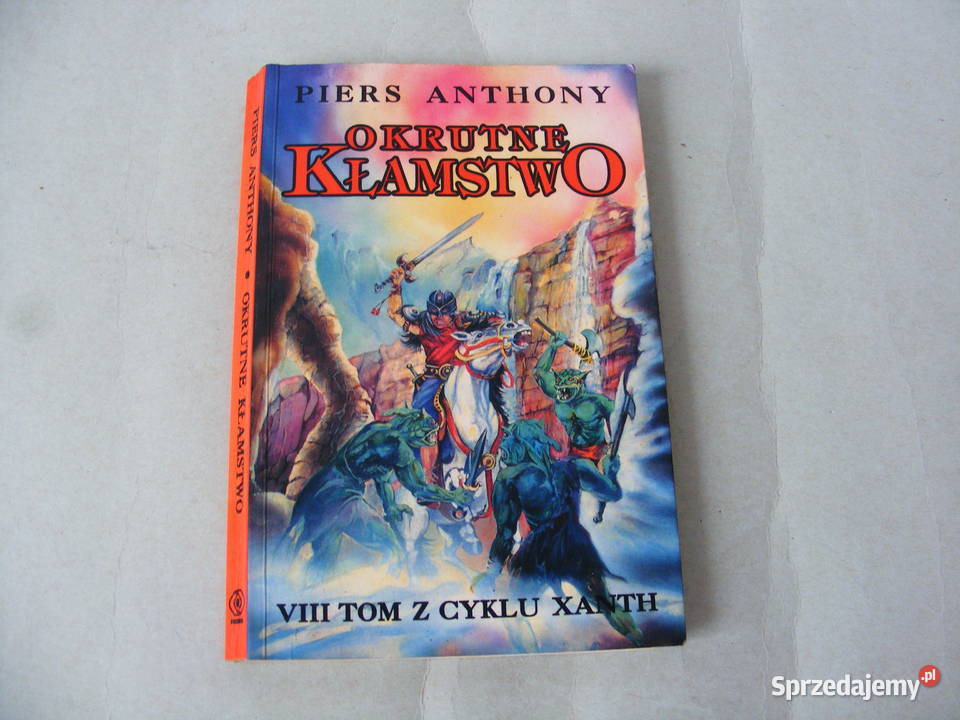 PIERS ANTHONY
OKRUTNE
KŁAMSTWO
VIII TOM Z CYKLU XANTH
PIERS ANTHONY • OKRUTNE KŁAMSTWO
Sprzedajemy.pl